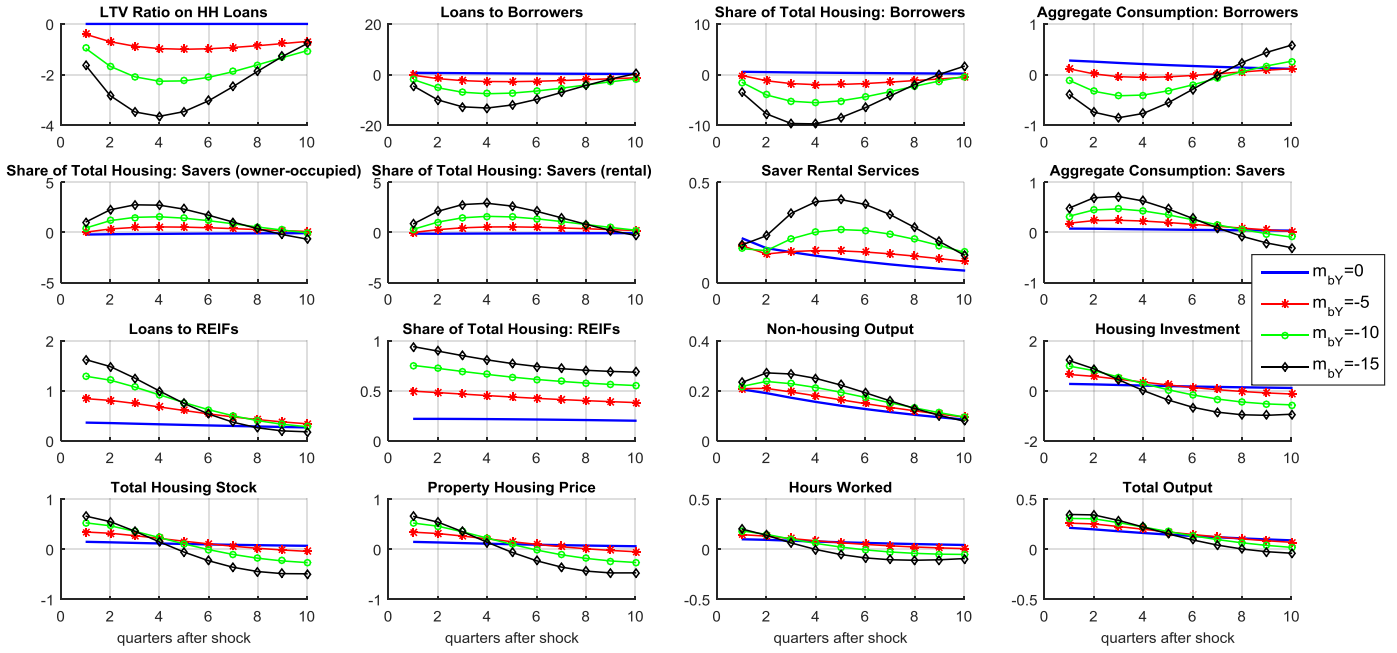 LTV Ratio on HH Loans
0
-2
-4
0 2 4 6 8 10
Loans to Borrowers
20
0
-20
0 2 4 6 8 10
Share of Total Housing: Borrowers
10
0
-10
0 2 4 6 8 10
Aggregate Consumption: Borrowers
1
0
-1
0 2 4 6 8 10
Share of Total Housing: Savers (owner-occupied)
5
0
-5
0 2 4 6 8 10
Share of Total Housing: Savers (rental)
5
0
-5
0 2 4 6 8 10
Saver Rental Services
0.5
0
0 2 4 6 8 10
Aggregate Consumption: Savers
1
0
-1
0 2 4 6 8 10
m_bY=0
m_bY=-5
m_bY=-10
m_bY=-15
Loans to REIFs
2
1
0
0 2 4 6 8 10
Share of Total Housing: REIFs
1
0.5
0
0 2 4 6 8 10
Non-housing Output
0.4
0.2
0
0 2 4 6 8 10
Housing Investment
2
0
-2
0 2 4 6 8 10
Total Housing Stock
1
0
-1
0 2 4 6 8 10
quarters after shock
Property Housing Price
1
0
-1
0 2 4 6 8 10
quarters after shock
Hours Worked
0.5
0
-0.5
0 2 4 6 8 10
quarters after shock
Total Output
0.5
0
-0.5
0 2 4 6 8 10
quarters after shock